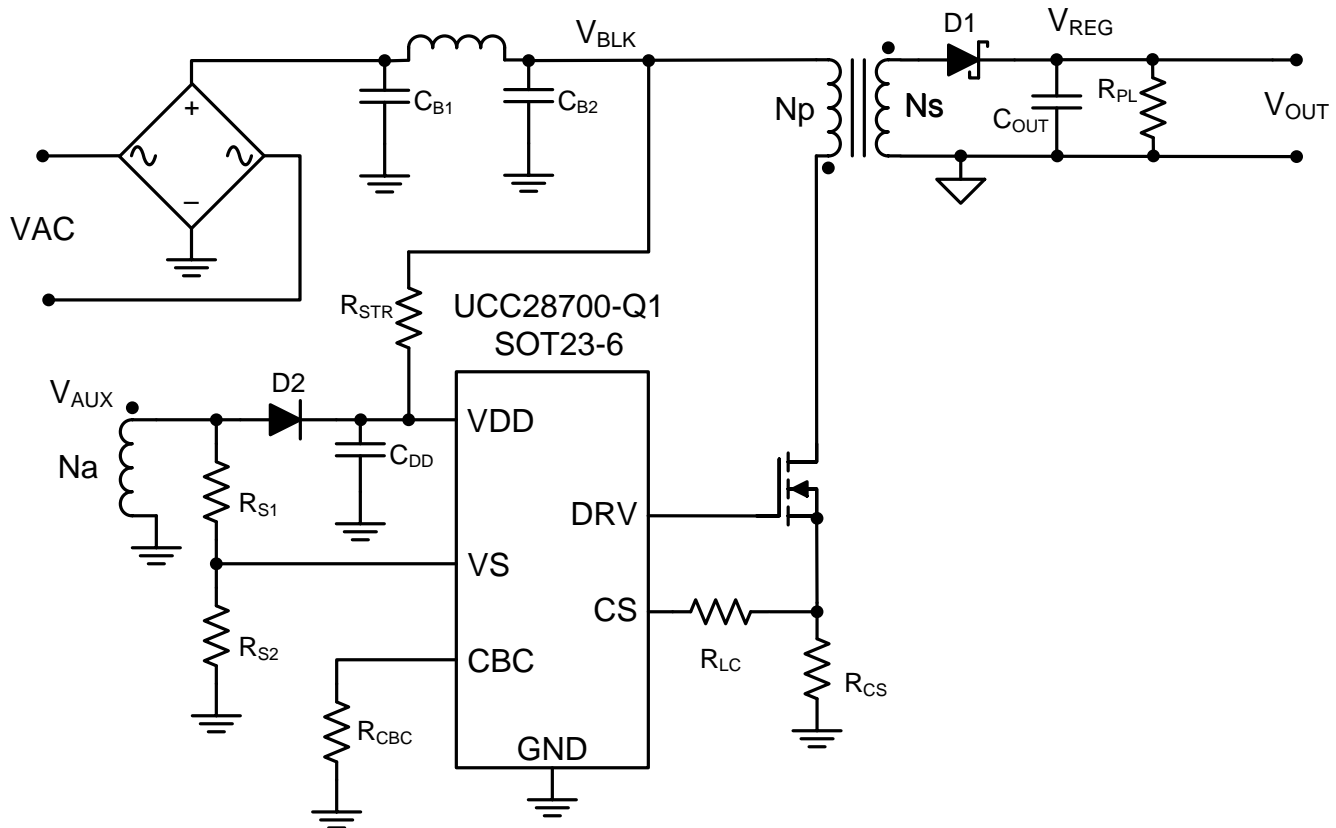 D1
V_REG
V_BLK
+
C_B1
C_B2
Np
Ns
C_OUT
R_PL
V_OUT
−
VAC
R_STR
UCC28700-Q1
SOT23-6
V_AUX
D2
VDD
C_DD
Na
R_S1
DRV
VS
CS
R_S2
CBC
R_LC
R_CS
R_CBC
GND